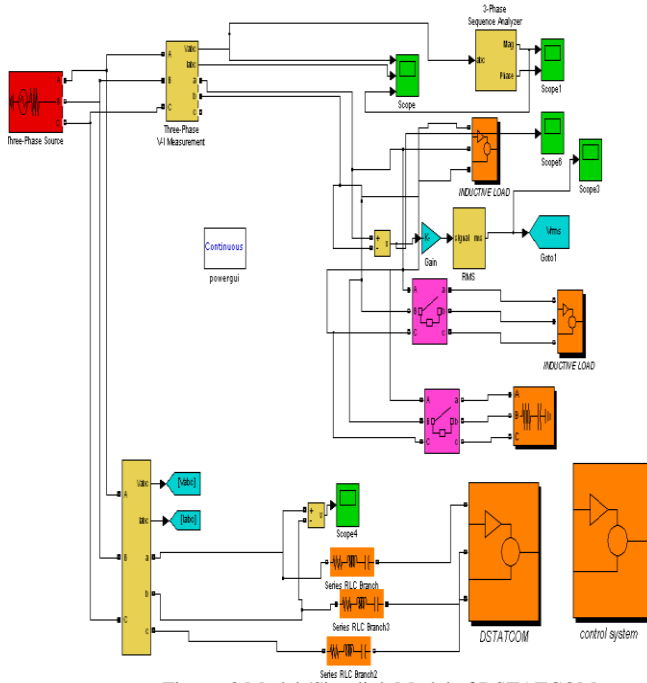 3-Phase
Sequence Analyzer
Vabc
Iabc
A
a
B
b
C
c
Three-Phase
V-I Measurement
A
B
C
Three-Phase Source
Scope
abc
Mag
Phase
Scope1
INDUCTIVE LOAD
Scope6
Scope3
Continuous
powergui
+
-
K-
Gain
signal rms
RMS
Vrms
Goto1
A
B
C
a
b
c
INDUCTIVE LOAD
A
B
C
a
b
c
A
B
C
Vabc
Iabc
A
B
C
a
b
c
[Vabc]
[Iabc]
+
-
Scope4
Series RLC Branch
Series RLC Branch3
Series RLC Branch2
DSTATCOM
control system